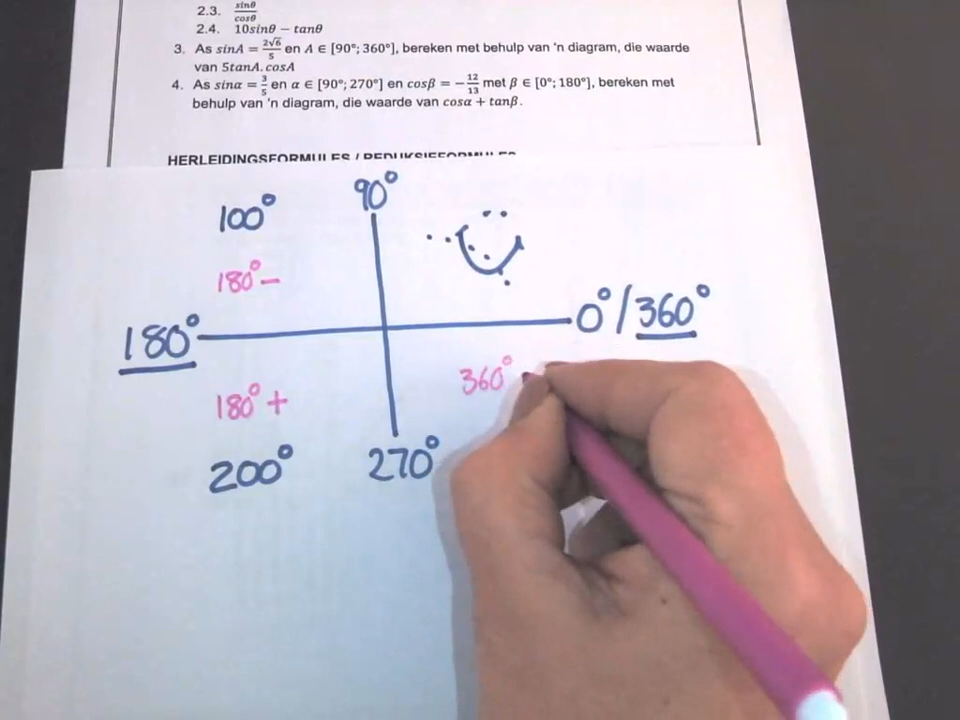 2.3. sinθ/cosθ
2.4. 10sinθ − tanθ
3. As sinA = 2√6/5 en A ∈ [90°; 360°], bereken met behulp van 'n diagram, die waarde
van 5tanA.cosA
4. As sinα = 3/5 en α ∈ [90°; 270°] en cosβ = −12/13 met β ∈ [0°; 180°], bereken met
behulp van 'n diagram, die waarde van cosα + tanβ.
HERLEIDINGSFORMULES / REDUKSIEFORMULES
90°
100°
180° −
0°/360°
180°
360°
180° +
200°
270°